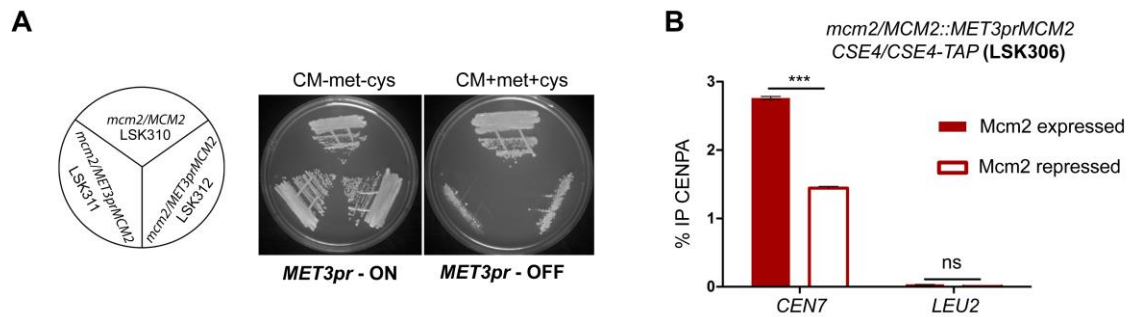 A
mcm2/MCM2
LSK310
mcm2/MET3prMCM2
LSK311
mcm2/MET3prMCM2
LSK312
CM-met-cys
CM+met+cys
MET3pr - ON
MET3pr - OFF
B
mcm2/MCM2::MET3prMCM2
CSE4/CSE4-TAP (LSK306)
% IP CENPA
3
2
1
0
***
ns
CEN7
LEU2
Mcm2 expressed
Mcm2 repressed